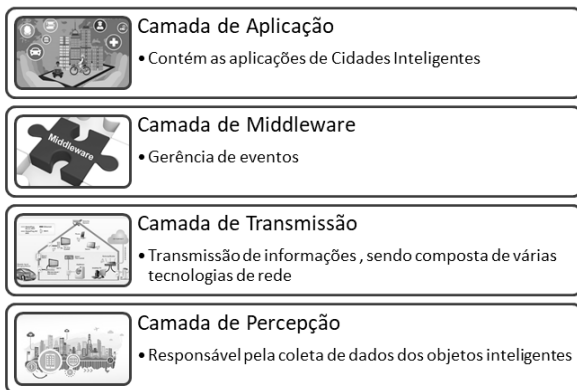 Camada de Aplicação
• Contém as aplicações de Cidades Inteligentes
Middleware
Camada de Middleware
• Gerência de eventos
Camada de Transmissão
• Transmissão de informações , sendo composta de várias
tecnologias de rede
Camada de Percepção
• Responsável pela coleta de dados dos objetos inteligentes